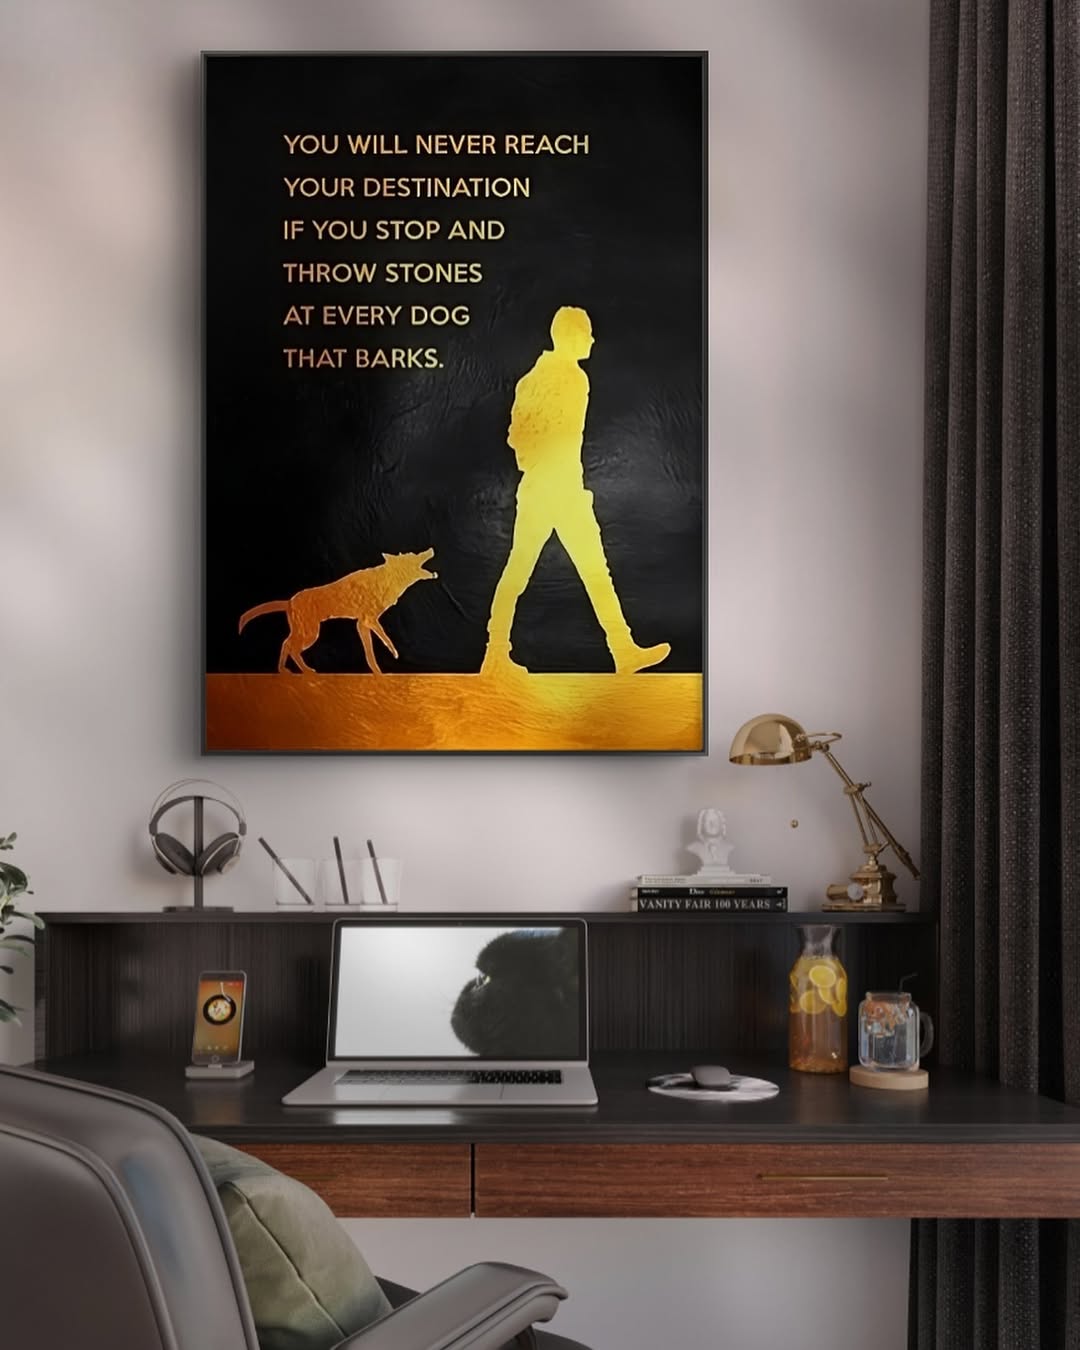 YOU WILL NEVER REACH
YOUR DESTINATION
IF YOU STOP AND
THROW STONES
AT EVERY DOG
THAT BARKS.
Dior
VANITY FAIR 100 YEARS